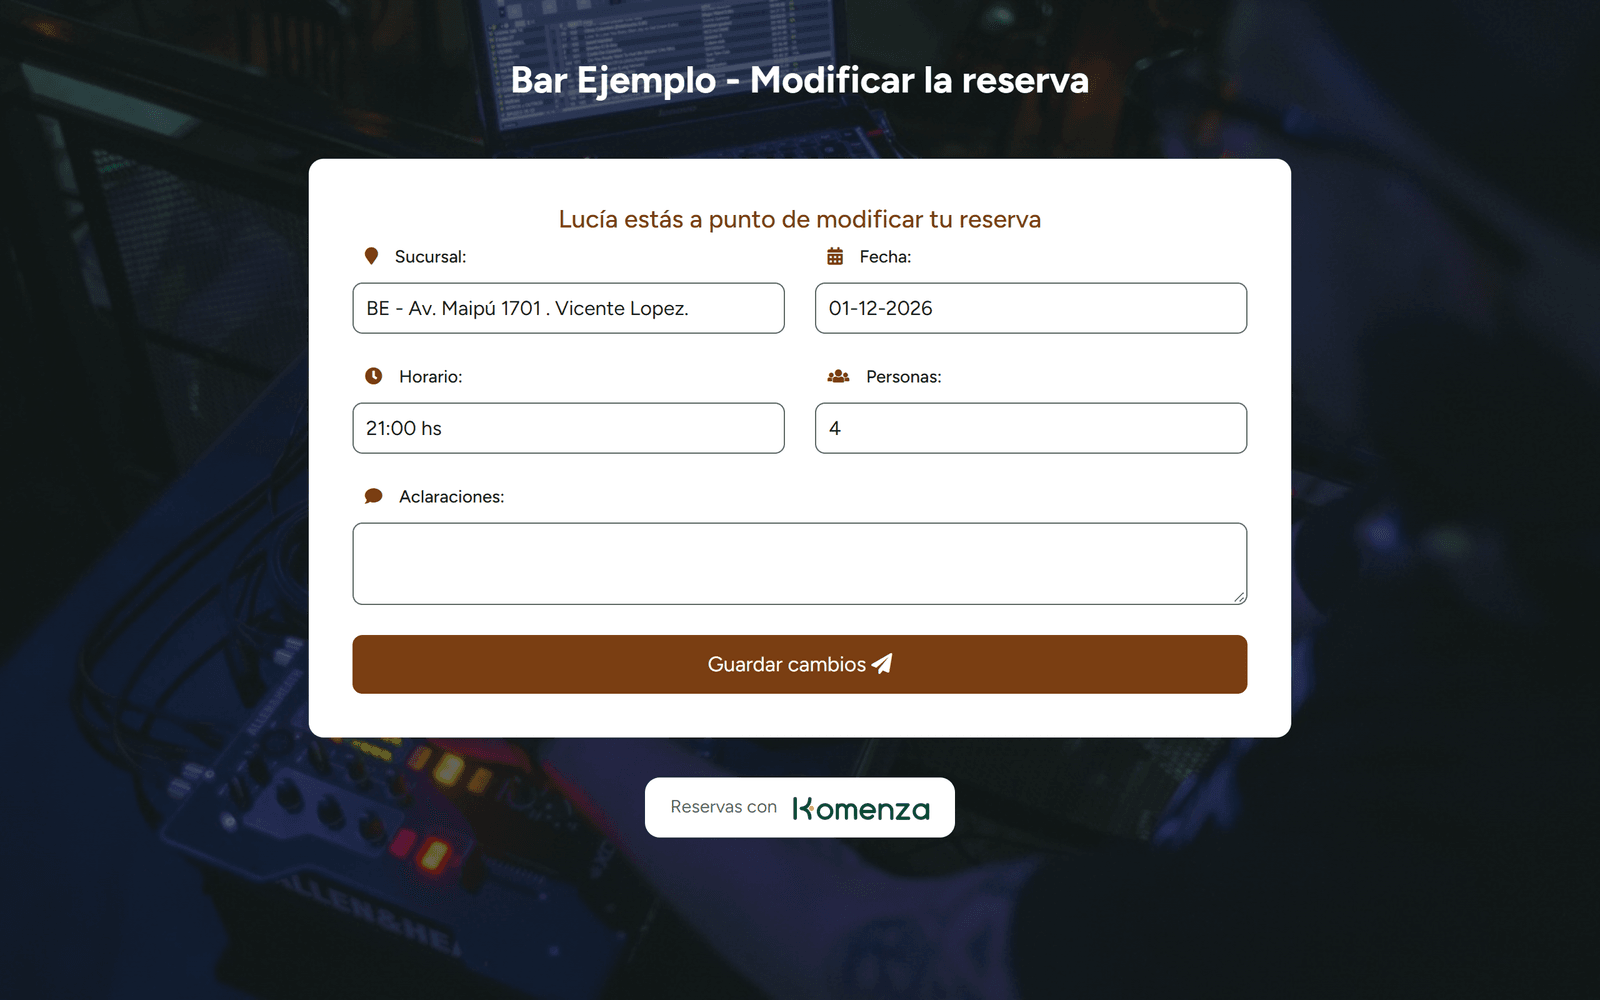 Bar Ejemplo - Modificar la reserva
Lucía estás a punto de modificar tu reserva
Sucursal:
Fecha:
BE - Av. Maipú 1701 . Vicente Lopez.
01-12-2026
Horario:
Personas:
21:00 hs
4
Aclaraciones:
Guardar cambios
Reservas con Komenza